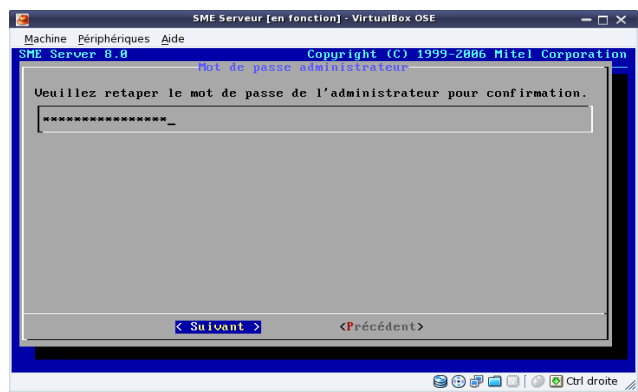 SME Serveur [en fonction] - VirtualBox OSE
Machine Périphériques Aide
SME Server 8.0 Copyright (C) 1999-2006 Mitel Corporation
Mot de passe administrateur
Veuillez retaper le mot de passe de l'administrateur pour confirmation.
****************_
< Suivant > <Précédent>
Ctrl droite